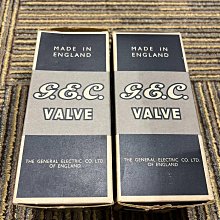 MADE IN
ENGLAND
G.E.C.
VALVE
THE GENERAL ELECTRIC CO. LTD
OF ENGLAND
MADE IN
ENGLAND
G.E.C.
VALVE
THE GENERAL ELECTRIC CO. LTD.
OF ENGLAND